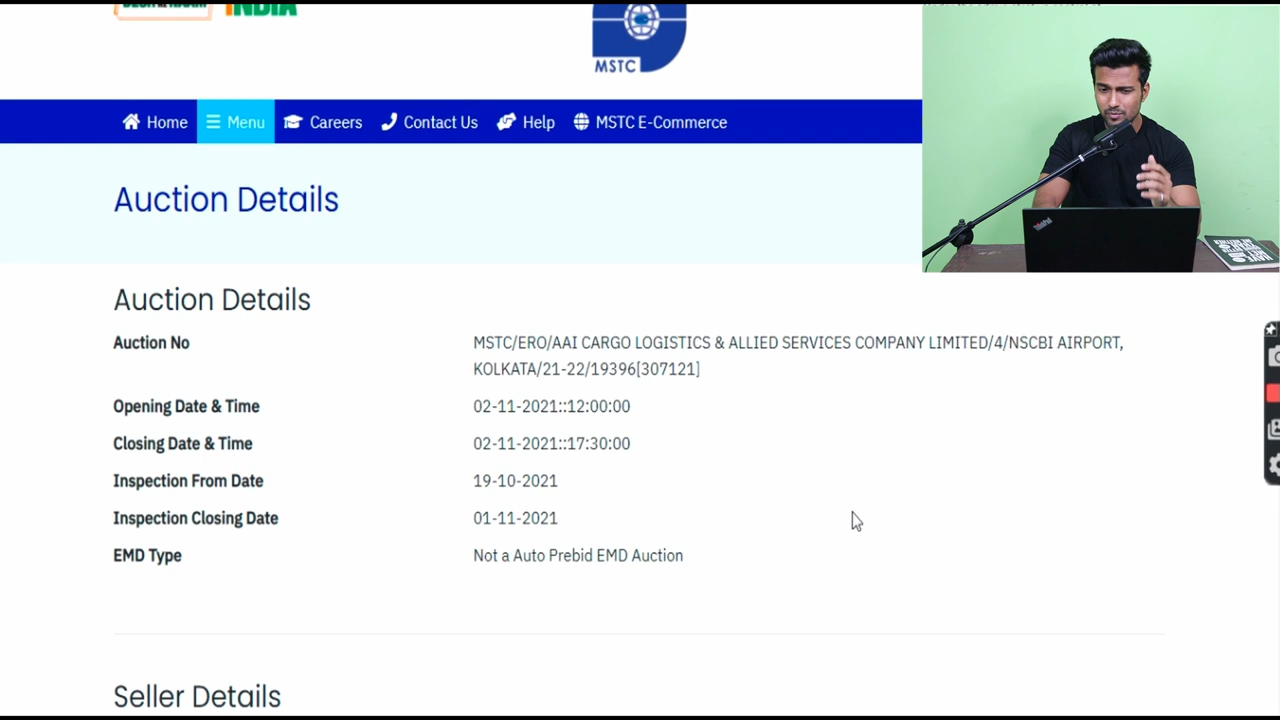 INDIA
MSTC
Home Menu Careers Contact Us Help MSTC E-Commerce
Auction Details
Auction Details
Auction No MSTC/ERO/AAI CARGO LOGISTICS & ALLIED SERVICES COMPANY LIMITED/4/NSCBI AIRPORT,
KOLKATA/21-22/19396[307121]
Opening Date & Time 02-11-2021::12:00:00
Closing Date & Time 02-11-2021::17:30:00
Inspection From Date 19-10-2021
Inspection Closing Date 01-11-2021
EMD Type Not a Auto Prebid EMD Auction
Seller Details
ThinkPad